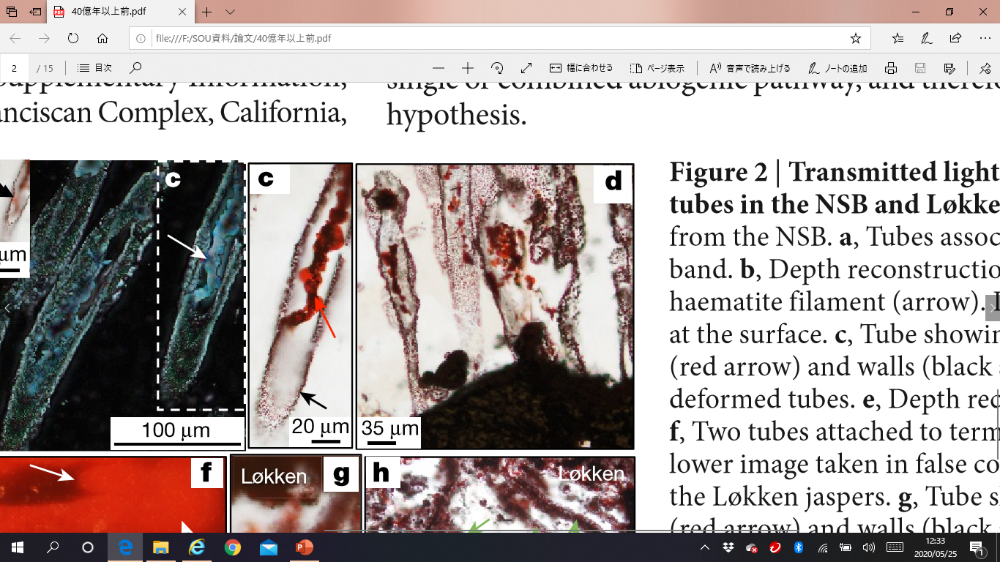 40億年以上前.pdf
file:///F:/SOU資料/論文/40億年以上前.pdf
2 / 15 目次 幅に合わせる ページ表示 音声で読み上げる ノートの追加
Supplementary Information,
anciscan Complex, California,
single or combined abiogenic pathway, and
hypothesis.
c
µm
100 µm
c
20 µm
d
35 µm
f
Løkken g
h Løkken
Figure 2 | Transmitted light
tubes in the NSB and Løkke
from the NSB. a, Tubes assoc
band. b, Depth reconstructio
haematite filament (arrow).
at the surface. c, Tube showin
(red arrow) and walls (black
deformed tubes. e, Depth rec
f, Two tubes attached to term
lower image taken in false co
the Løkken jaspers. g, Tube s
(red arrow) and walls (black
12:33
2020/05/25
1